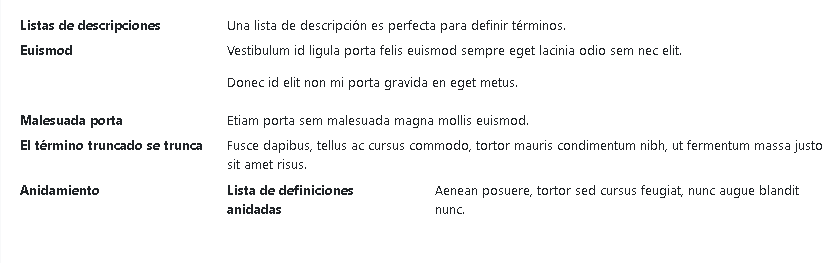 Listas de descripciones Una lista de descripción es perfecta para definir términos.
Euismod Vestibulum id ligula porta felis euismod sempre eget lacinia odio sem nec elit.
Donec id elit non mi porta gravida en eget metus.
Malesuada porta Etiam porta sem malesuada magna mollis euismod.
El término truncado se trunca Fusce dapibus, tellus ac cursus commodo, tortor mauris condimentum nibh, ut fermentum massa justo
sit amet risus.
Anidamiento Lista de definiciones Aenean posuere, tortor sed cursus feugiat, nunc augue blandit
anidadas nunc.